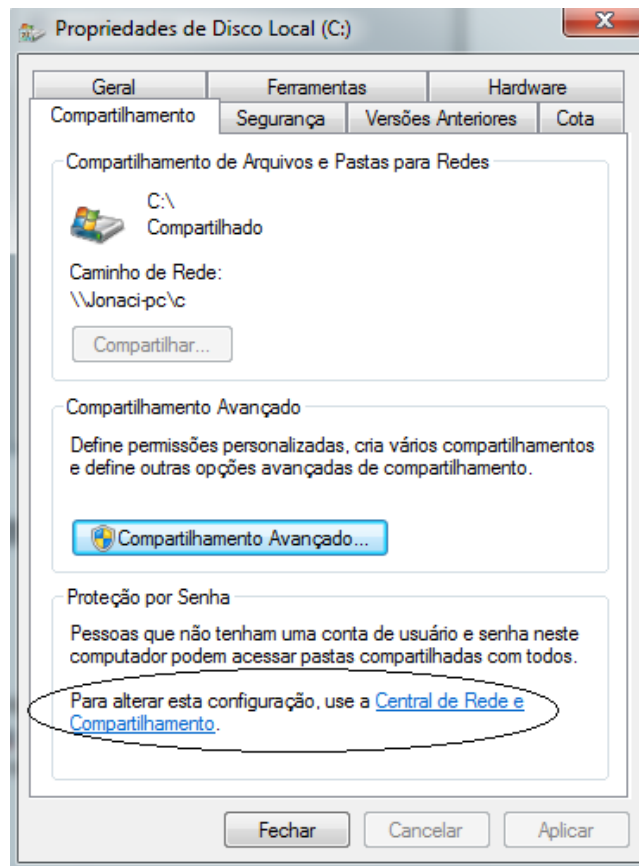 Propriedades de Disco Local (C:)
Geral
Ferramentas
Hardware
Compartilhamento
Segurança
Versões Anteriores
Cota
Compartilhamento de Arquivos e Pastas para Redes
C:\
Compartilhado
Caminho de Rede:
\\Jonaci-pc\c
Compartilhar...
Compartilhamento Avançado
Define permissões personalizadas, cria vários compartilhamentos
e define outras opções avançadas de compartilhamento.
Compartilhamento Avançado...
Proteção por Senha
Pessoas que não tenham uma conta de usuário e senha neste
computador podem acessar pastas compartilhadas com todos.
Para alterar esta configuração, use a Central de Rede e
Compartilhamento.
Fechar
Cancelar
Aplicar